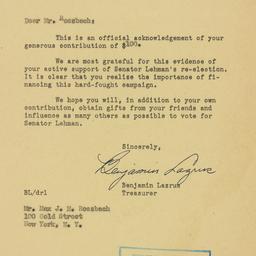 Dear Mr. Rossbach:
This is an official acknowledgement of your
generous contribution of $100.
We are most grateful for this evidence of
your active support of Senator Lehman's re-election.
It is clear that you realize the importance of fi-
nancing this hard-fought campaign.
We hope you will, in addition to your own
contribution, obtain gifts from your friends and
influence as many others as possible to vote for
Senator Lehman.
Sincerely,
Benjamin Lazrus
Benjamin Lazrus
Treasurer
BL/drl
Mr. Max J. H. Rossbach
100 Gold Street
New York, N. Y.